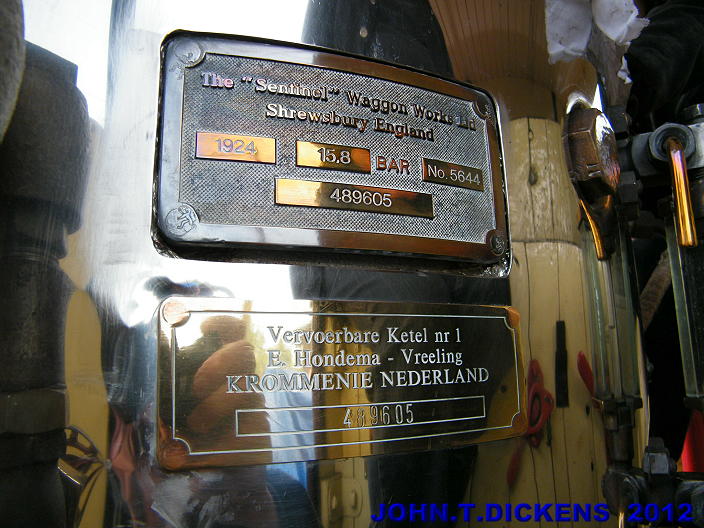 The "Sentinel" Waggon Works Ltd
Shrewsbury England
1924 15.8 BAR No. 5644
489605
Vervoerbare Ketel nr 1
E. Hondema - Vreeling
KROMMENIE NEDERLAND
489605
JOHN.T.DICKENS 2012